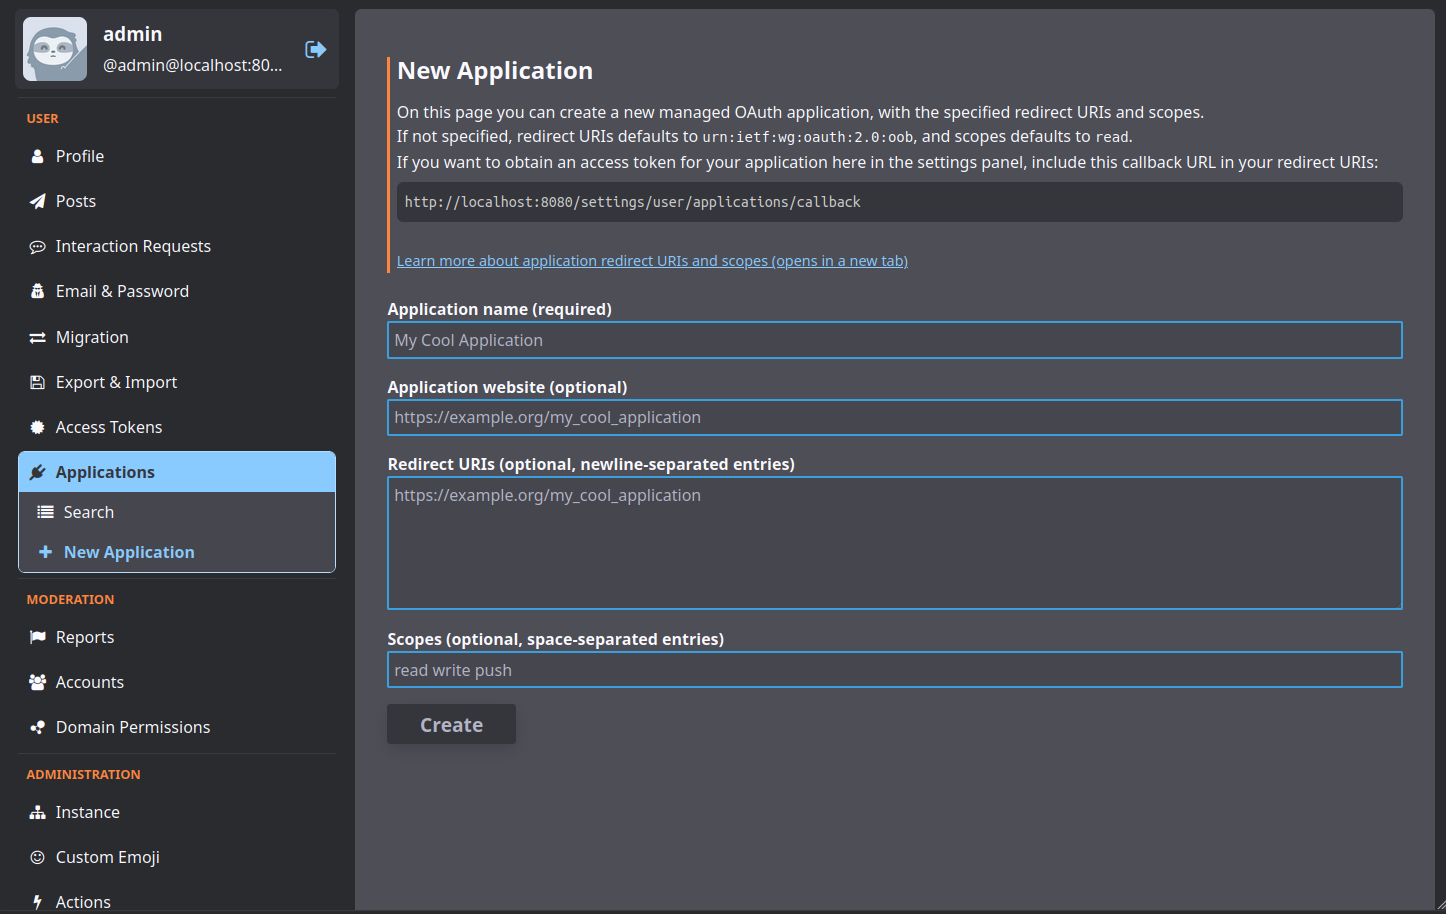 admin
@admin@localhost:80...
USER
Profile
Posts
Interaction Requests
Email & Password
Migration
Export & Import
Access Tokens
Applications
Search
New Application
MODERATION
Reports
Accounts
Domain Permissions
ADMINISTRATION
Instance
Custom Emoji
Actions
New Application
On this page you can create a new managed OAuth application, with the specified redirect URIs and scopes.
If not specified, redirect URIs defaults to urn:ietf:wg:oauth:2.0:oob, and scopes defaults to read.
If you want to obtain an access token for your application here in the settings panel, include this callback URL in your redirect URIs:
http://localhost:8080/settings/user/applications/callback
Learn more about application redirect URIs and scopes (opens in a new tab)
Application name (required)
My Cool Application
Application website (optional)
https://example.org/my_cool_application
Redirect URIs (optional, newline-separated entries)
https://example.org/my_cool_application
Scopes (optional, space-separated entries)
read write push
Create